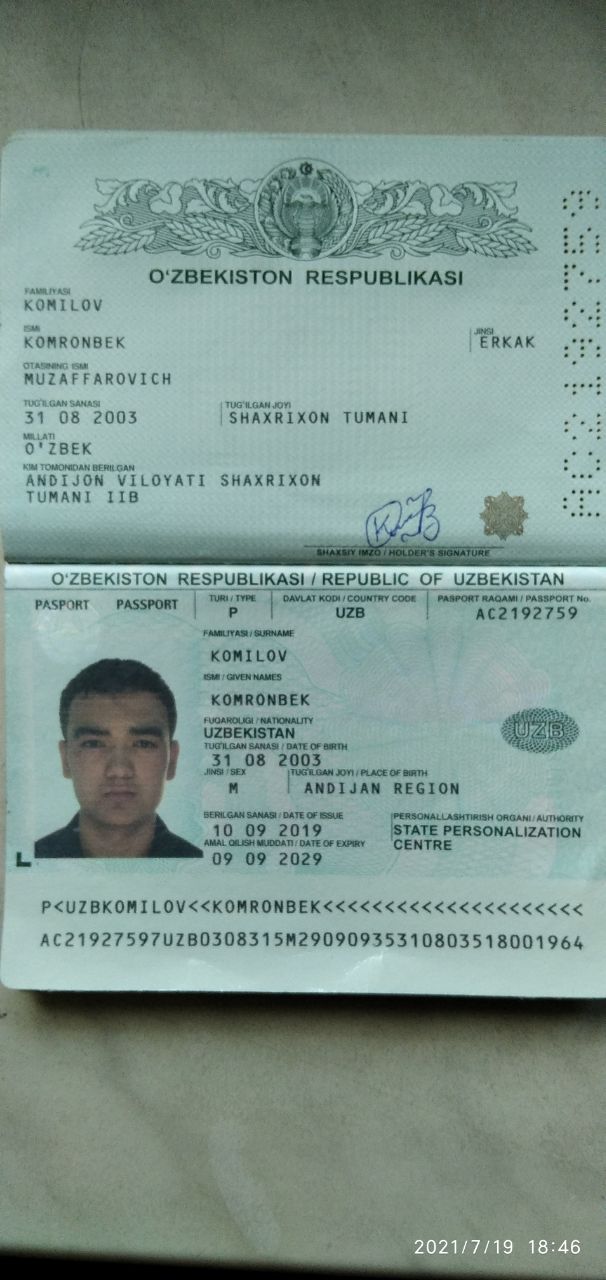 O‘ZBEKISTON RESPUBLIKASI
FAMILIYASI
KOMILOV
ISMI
KOMRONBEK
JINSI
ERKAK
OTASINING ISMI
MUZAFFAROVICH
TUG‘ILGAN SANASI
31 08 2003
TUG‘ILGAN JOYI
SHAXRIXON TUMANI
MILLATI
O'ZBEK
KIM TOMONIDAN BERILGAN
ANDIJON VILOYATI SHAXRIXON
TUMANI IIB
SHAXSIY IMZO / HOLDER'S SIGNATURE
AC2192759
O‘ZBEKISTON RESPUBLIKASI / REPUBLIC OF UZBEKISTAN
PASPORT PASSPORT
TURI / TYPE
P
DAVLAT KODI / COUNTRY CODE
UZB
PASPORT RAQAMI / PASSPORT No.
AC2192759
FAMILIYASI / SURNAME
KOMILOV
ISMI / GIVEN NAMES
KOMRONBEK
FUQAROLIGI / NATIONALITY
UZBEKISTAN
UZB
TUG‘ILGAN SANASI / DATE OF BIRTH
31 08 2003
JINSI / SEX
M
TUG‘ILGAN JOYI / PLACE OF BIRTH
ANDIJAN REGION
BERILGAN SANASI / DATE OF ISSUE
10 09 2019
AMAL QILISH MUDDATI / DATE OF EXPIRY
09 09 2029
PERSONALLASHTIRISH ORGANI / AUTHORITY
STATE PERSONALIZATION
CENTRE
P<UZBKOMILOV<<KOMRONBEK<<<<<<<<<<<<<<<<<<<<<
AC21927597UZB0308315M29090935310803518001964
2021/7/19 18:46